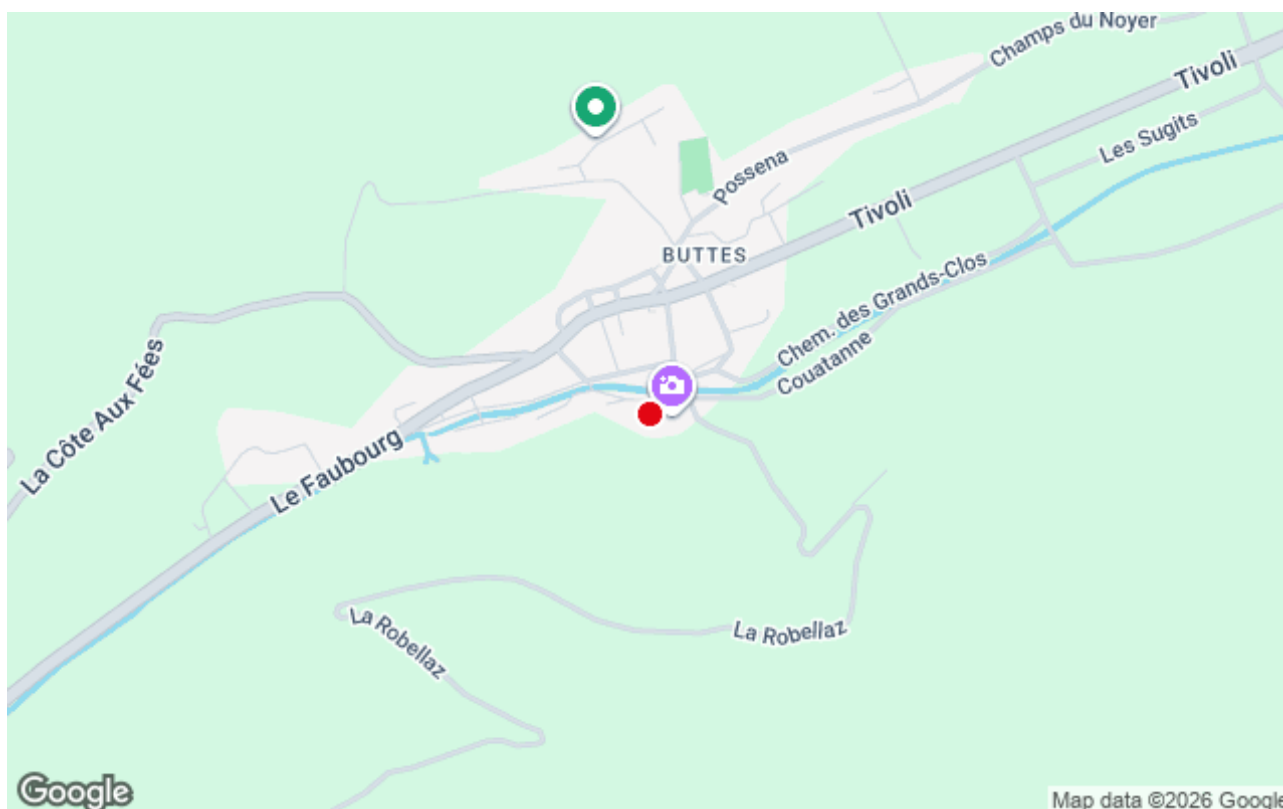 Champs du Noyer
Tivoli
Les Sugits
Possena
Tivoli
BUTTES
Chem. des Grands-Clos
Couatanne
La Côte Aux Fées
Le Faubourg
La Robellaz
La Robellaz
Google
Map data ©2026 Google